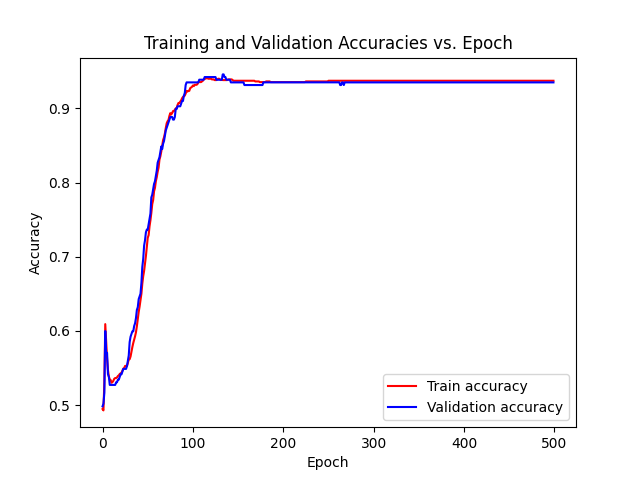 Training and Validation Accuracies vs. Epoch
Accuracy
0.9
0.8
0.7
0.6
0.5
0 100 200 300 400 500
Epoch
Train accuracy
Validation accuracy